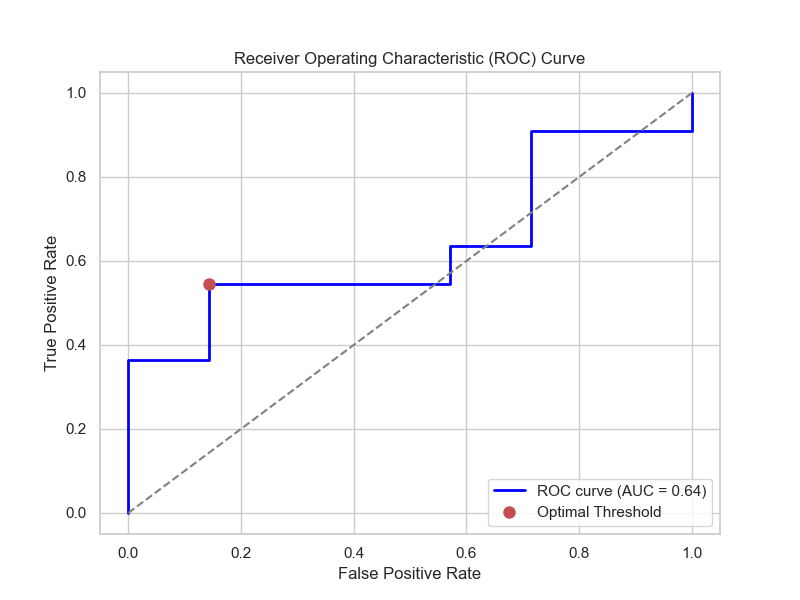 Receiver Operating Characteristic (ROC) Curve
True Positive Rate
1.0
0.8
0.6
0.4
0.2
0.0
ROC curve (AUC = 0.64)
Optimal Threshold
0.0 0.2 0.4 0.6 0.8 1.0
False Positive Rate